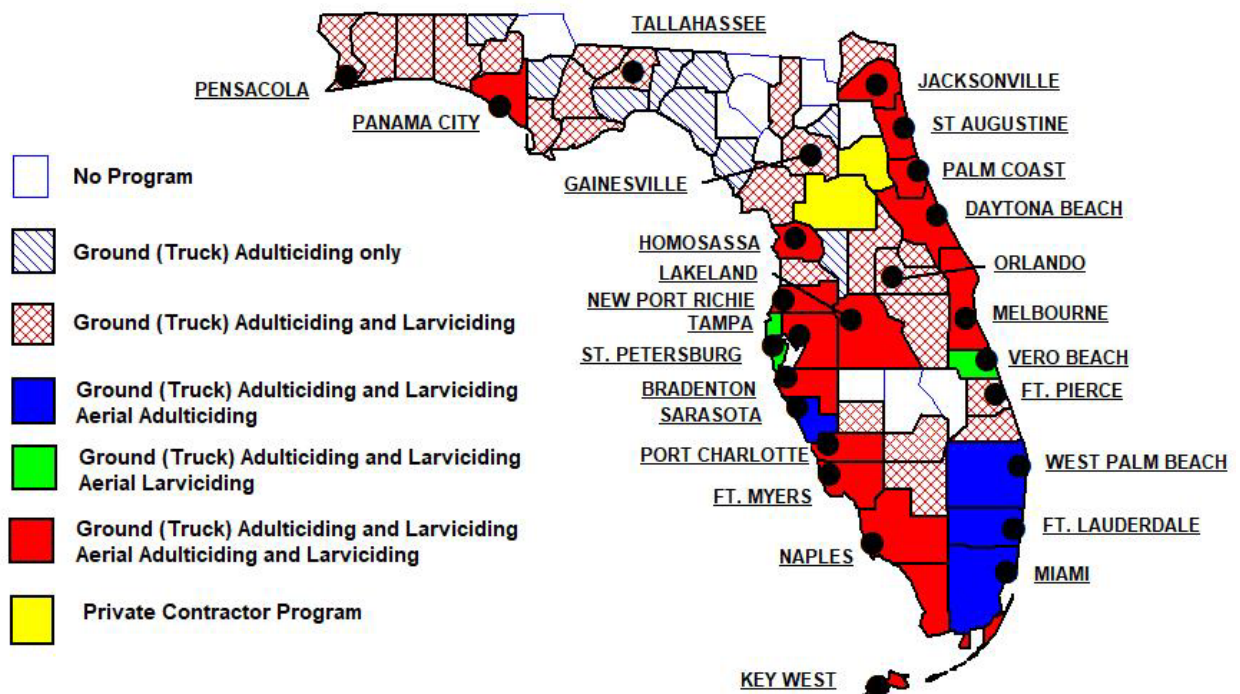 TALLAHASSEE
PENSACOLA
PANAMA CITY
JACKSONVILLE
ST AUGUSTINE
GAINESVILLE
PALM COAST
DAYTONA BEACH
HOMOSASSA
LAKELAND
ORLANDO
NEW PORT RICHIE
MELBOURNE
TAMPA
ST. PETERSBURG
VERO BEACH
BRADENTON
FT. PIERCE
SARASOTA
PORT CHARLOTTE
WEST PALM BEACH
FT. MYERS
FT. LAUDERDALE
NAPLES
MIAMI
KEY WEST
No Program
Ground (Truck) Adulticiding only
Ground (Truck) Adulticiding and Larviciding
Ground (Truck) Adulticiding and Larviciding
Aerial Adulticiding
Ground (Truck) Adulticiding and Larviciding
Aerial Larviciding
Ground (Truck) Adulticiding and Larviciding
Aerial Adulticiding and Larviciding
Private Contractor Program